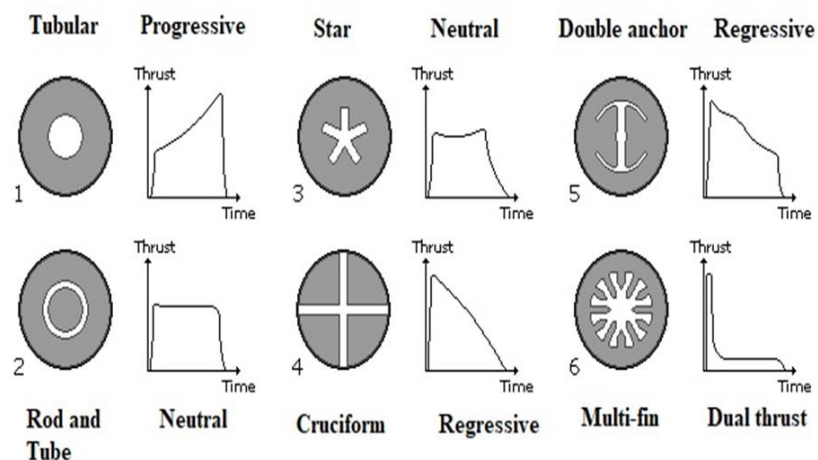 Tubular Progressive Star Neutral Double anchor Regressive
Thrust Thrust Thrust
1 3 5
Time Time Time
Thrust Thrust Thrust
2 4 6
Time Time Time
Rod and Tube Neutral Cruciform Regressive Multi-fin Dual thrust